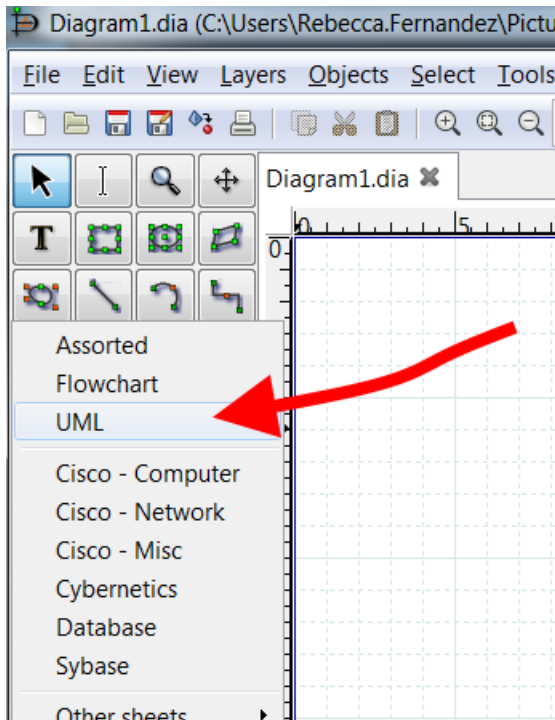 Diagram1.dia (C:\Users\Rebecca.Fernandez\Pictu
File Edit View Layers Objects Select Tools
Diagram1.dia
T
0 5
0
Assorted
Flowchart
UML
Cisco - Computer
Cisco - Network
Cisco - Misc
Cybernetics
Database
Sybase
Other sheets